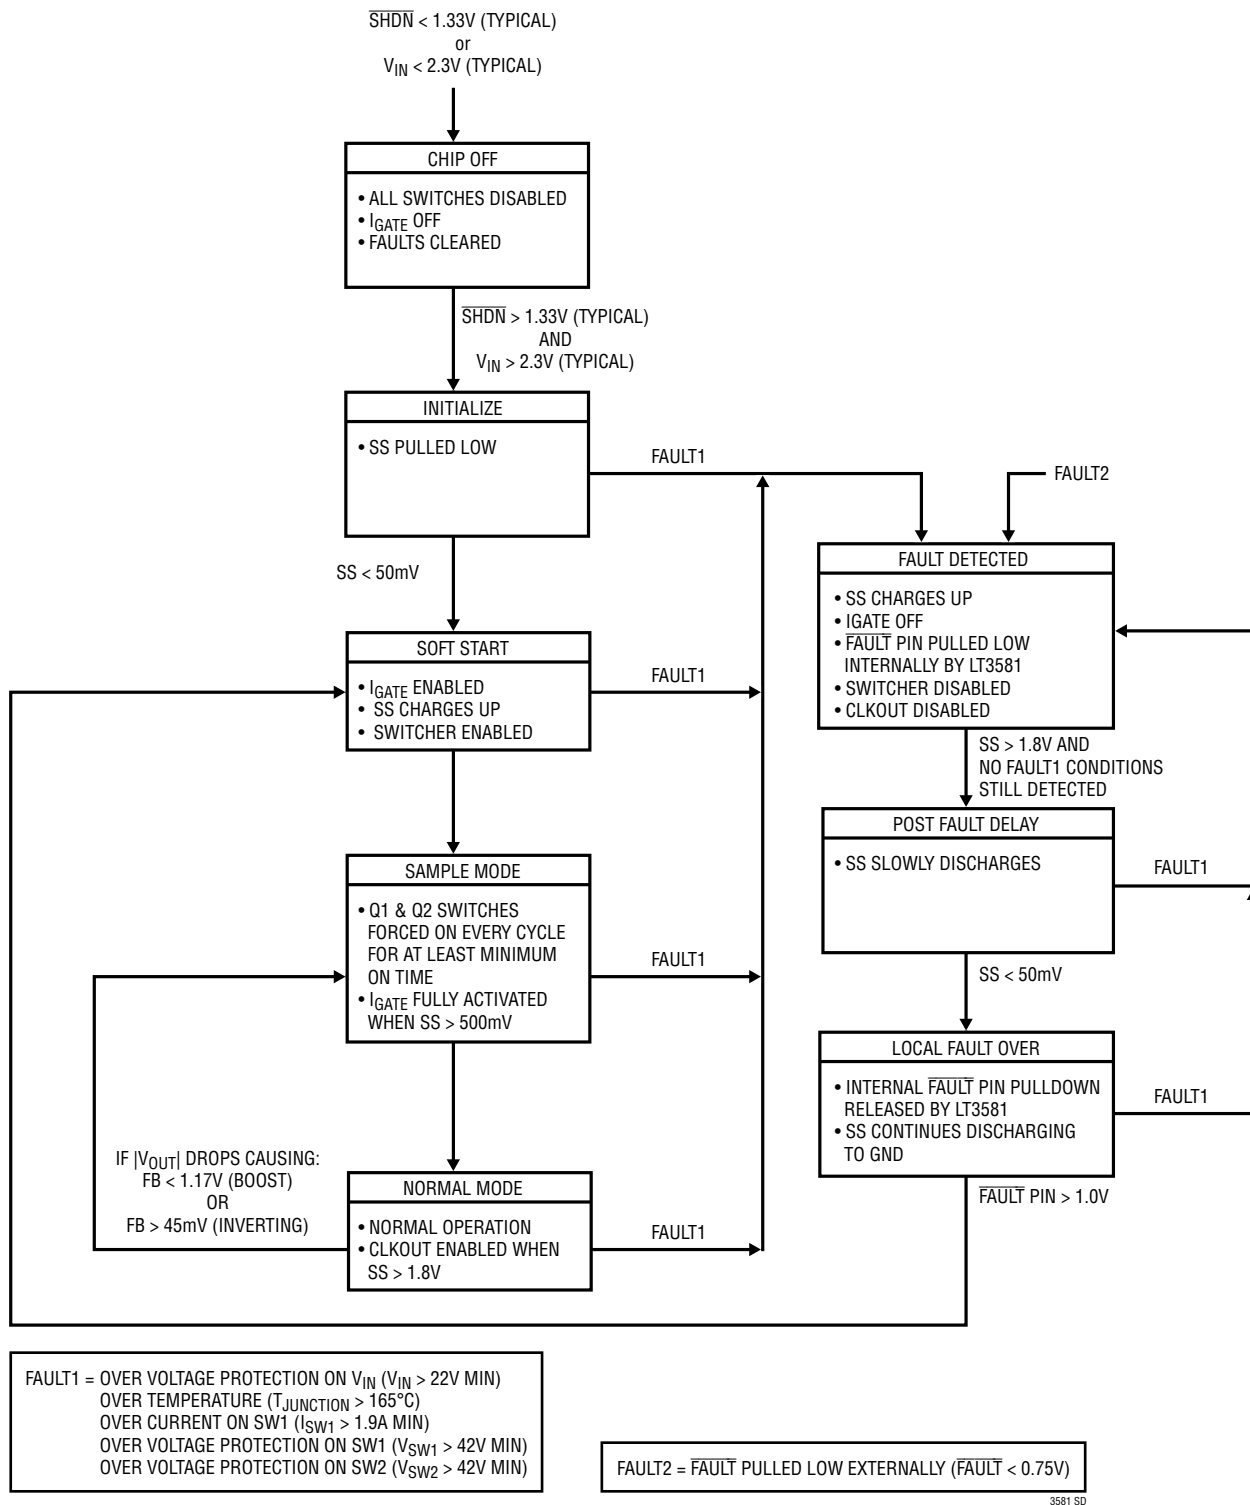 SHDN < 1.33V (TYPICAL)
or
VIN < 2.3V (TYPICAL)
CHIP OFF
• ALL SWITCHES DISABLED
• IGATE OFF
• FAULTS CLEARED
SHDN > 1.33V (TYPICAL)
AND
VIN > 2.3V (TYPICAL)
INITIALIZE
• SS PULLED LOW
FAULT1
FAULT2
SS < 50mV
FAULT DETECTED
• SS CHARGES UP
• IGATE OFF
• FAULT PIN PULLED LOW
INTERNALLY BY LT3581
• SWITCHER DISABLED
• CLKOUT DISABLED
SOFT START
• IGATE ENABLED
• SS CHARGES UP
• SWITCHER ENABLED
FAULT1
SS > 1.8V AND
NO FAULT1 CONDITIONS
STILL DETECTED
POST FAULT DELAY
• SS SLOWLY DISCHARGES
FAULT1
SAMPLE MODE
• Q1 & Q2 SWITCHES
FORCED ON EVERY CYCLE
FOR AT LEAST MINIMUM
ON TIME
• IGATE FULLY ACTIVATED
WHEN SS > 500mV
FAULT1
SS < 50mV
LOCAL FAULT OVER
• INTERNAL FAULT PIN PULLDOWN
RELEASED BY LT3581
• SS CONTINUES DISCHARGING
TO GND
FAULT1
FAULT PIN > 1.0V
IF |VOUT| DROPS CAUSING:
FB < 1.17V (BOOST)
OR
FB > 45mV (INVERTING)
NORMAL MODE
• NORMAL OPERATION
• CLKOUT ENABLED WHEN
SS > 1.8V
FAULT1
FAULT1 = OVER VOLTAGE PROTECTION ON VIN (VIN > 22V MIN)
OVER TEMPERATURE (TJUNCTION > 165°C)
OVER CURRENT ON SW1 (ISW1 > 1.9A MIN)
OVER VOLTAGE PROTECTION ON SW1 (VSW1 > 42V MIN)
OVER VOLTAGE PROTECTION ON SW2 (VSW2 > 42V MIN)
FAULT2 = FAULT PULLED LOW EXTERNALLY (FAULT < 0.75V)
3581 SD